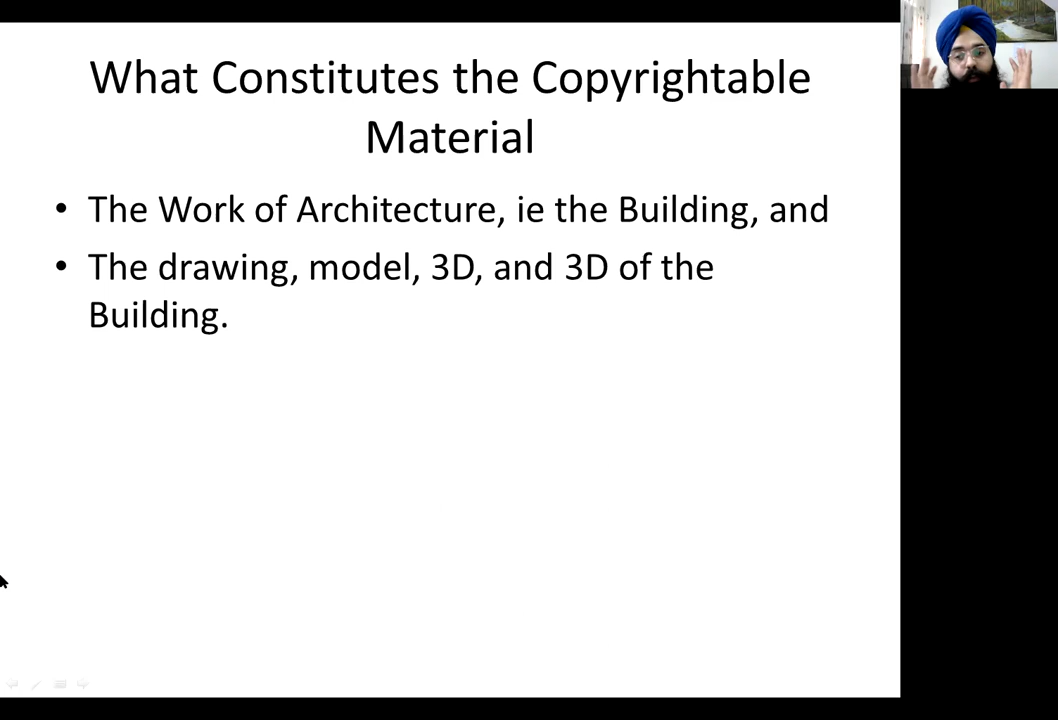 What Constitutes the Copyrightable
Material
• The Work of Architecture, ie the Building, and
• The drawing, model, 3D, and 3D of the
Building.